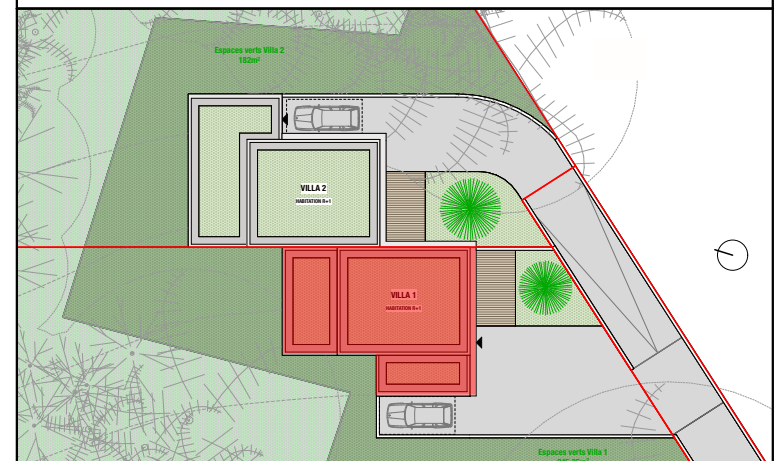 Espaces verts Villa 2
182m²
VILLA 2
HABITATION R+1
VILLA 1
HABITATION R+1
Espaces verts Villa 1